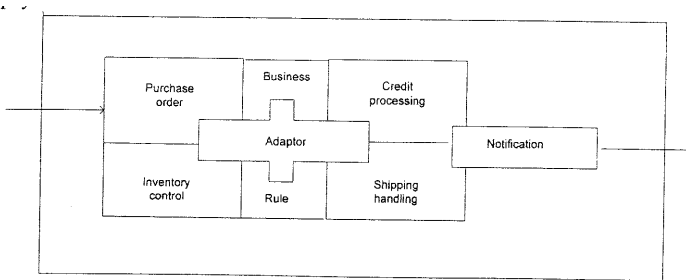 Purchase
order
Business
Credit
processing
Adaptor
Notification
Inventory
control
Rule
Shipping
handling